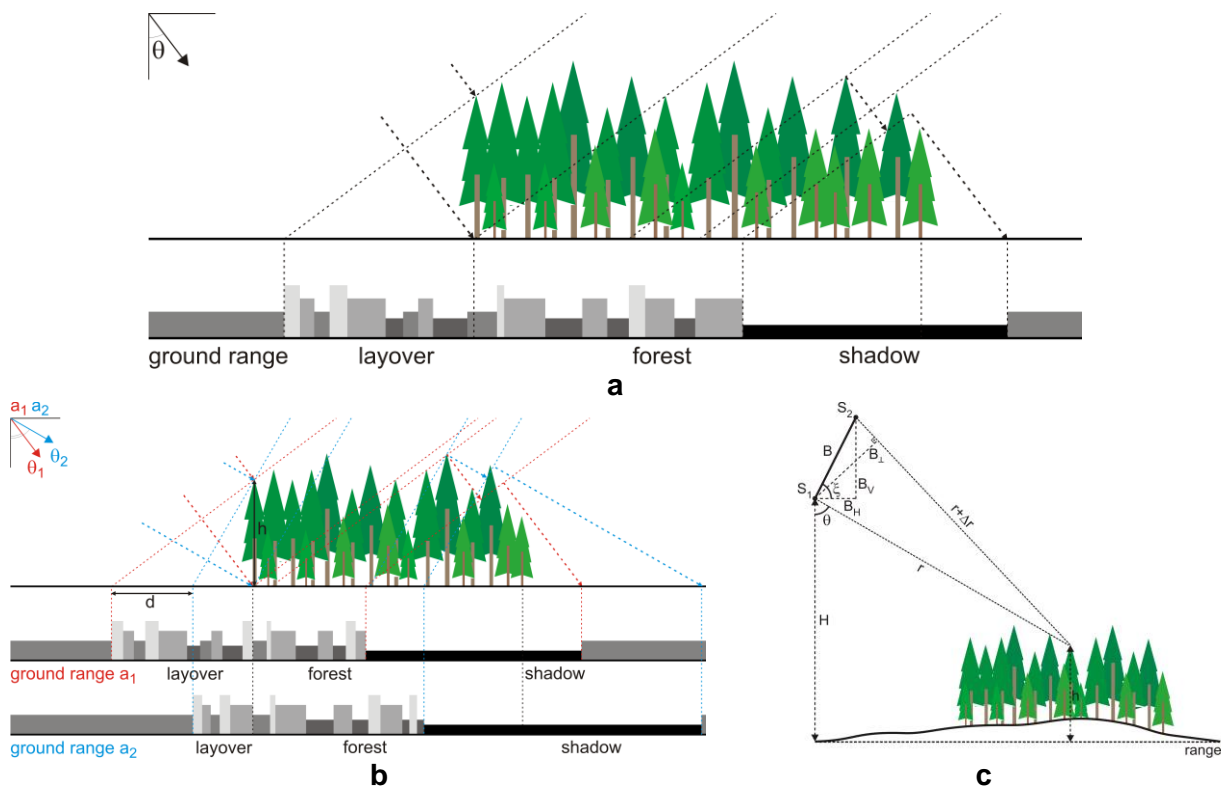 θ
ground range layover forest shadow
a
a₁ a₂
θ₁
θ₂
h
d
ground range a₁ layover forest shadow
ground range a₂ layover forest shadow
b
S₂
B
B⊥
S₁
ξ
Bᵥ
B_H
θ
r+Δr
r
H
h
range
c